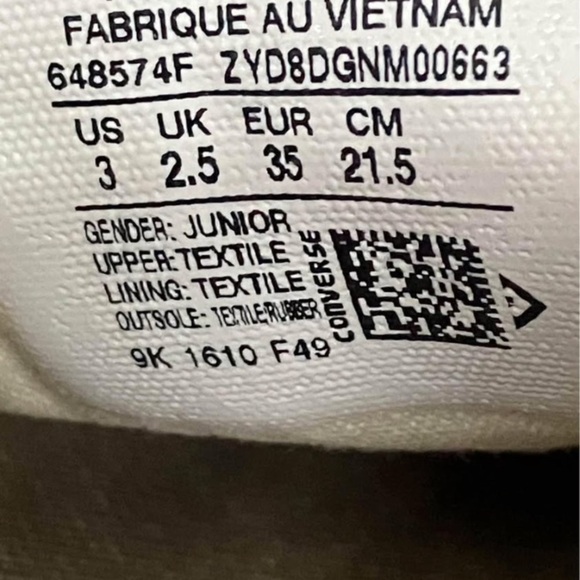 FABRIQUE AU VIETNAM
648574F ZYD8DGNM00663
US UK EUR CM
3 2.5 35 21.5
GENDER: JUNIOR
UPPER: TEXTILE
LINING: TEXTILE
OUTSOLE: TEXTILE/RUBBER
9K 1610 F49
CONVERSE